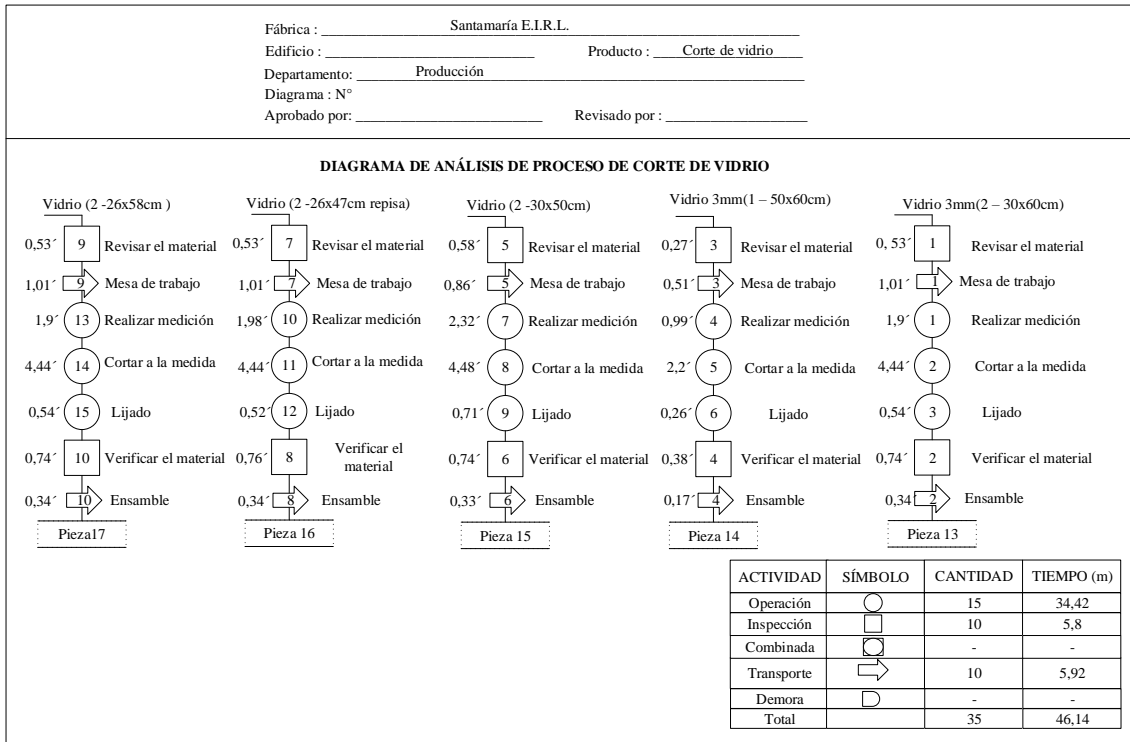 Fábrica : Santamaría E.I.R.L.
Edificio : Producto : Corte de vidrio
Departamento: Producción
Diagrama : N°
Aprobado por: Revisado por :
DIAGRAMA DE ANÁLISIS DE PROCESO DE CORTE DE VIDRIO
Vidrio (2 -26x58cm )
0,53´ 9 Revisar el material
1,01´ 9 Mesa de trabajo
1,9´ 13 Realizar medición
4,44´ 14 Cortar a la medida
0,54´ 15 Lijado
0,74´ 10 Verificar el material
0,34´ 10 Ensamble
Pieza17
Vidrio (2 -26x47cm repisa)
0,53´ 7 Revisar el material
1,01´ 7 Mesa de trabajo
1,98´ 10 Realizar medición
4,44´ 11 Cortar a la medida
0,52´ 12 Lijado
0,76´ 8 Verificar el
material
0,34´ 8 Ensamble
Pieza 16
Vidrio (2 -30x50cm)
0,58´ 5 Revisar el material
0,86´ 5 Mesa de trabajo
2,32´ 7 Realizar medición
4,48´ 8 Cortar a la medida
0,71´ 9 Lijado
0,74´ 6 Verificar el material
0,33´ 6 Ensamble
Pieza 15
Vidrio 3mm(1 – 50x60cm)
0,27´ 3 Revisar el material
0,51´ 3 Mesa de trabajo
0,99´ 4 Realizar medición
2,2´ 5 Cortar a la medida
0,26´ 6 Lijado
0,38´ 4 Verificar el material
0,17´ 4 Ensamble
Pieza 14
Vidrio 3mm(2 – 30x60cm)
0, 53´ 1 Revisar el material
1,01´ 1 Mesa de trabajo
1,9´ 1 Realizar medición
4,44´ 2 Cortar a la medida
0,54´ 3 Lijado
0,74´ 2 Verificar el material
0,34´ 2 Ensamble
Pieza 13
ACTIVIDAD SÍMBOLO CANTIDAD TIEMPO (m)
Operación 15 34,42
Inspección 10 5,8
Combinada - -
Transporte 10 5,92
Demora - -
Total 35 46,14